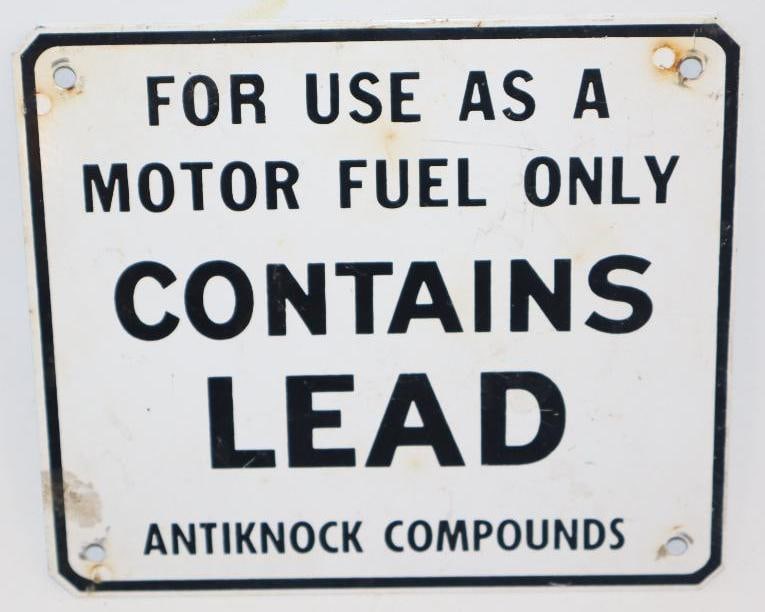 FOR USE AS A
MOTOR FUEL ONLY
CONTAINS
LEAD
ANTIKNOCK COMPOUNDS